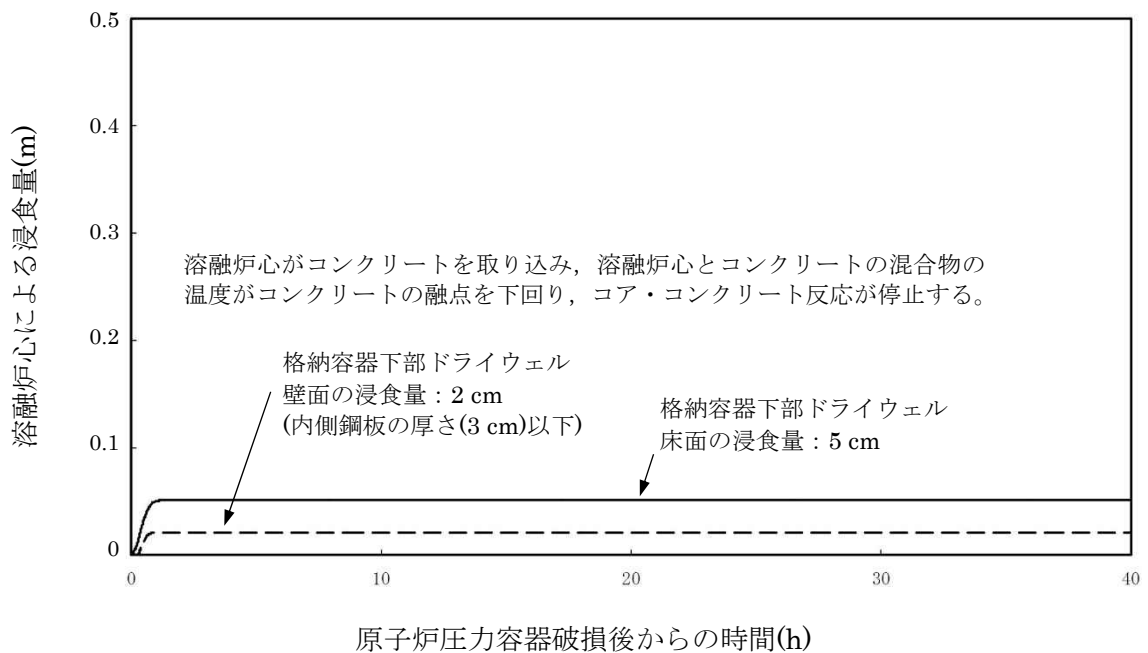 溶融炉心による浸食量(m)
0.5
0.4
0.3
0.2
0.1
0
溶融炉心がコンクリートを取り込み，溶融炉心とコンクリートの混合物の
温度がコンクリートの融点を下回り，コア・コンクリート反応が停止する。
格納容器下部ドライウェル
壁面の浸食量：2 cm
(内側鋼板の厚さ(3 cm)以下)
格納容器下部ドライウェル
床面の浸食量：5 cm
0 10 20 30 40
原子炉圧力容器破損後からの時間(h)